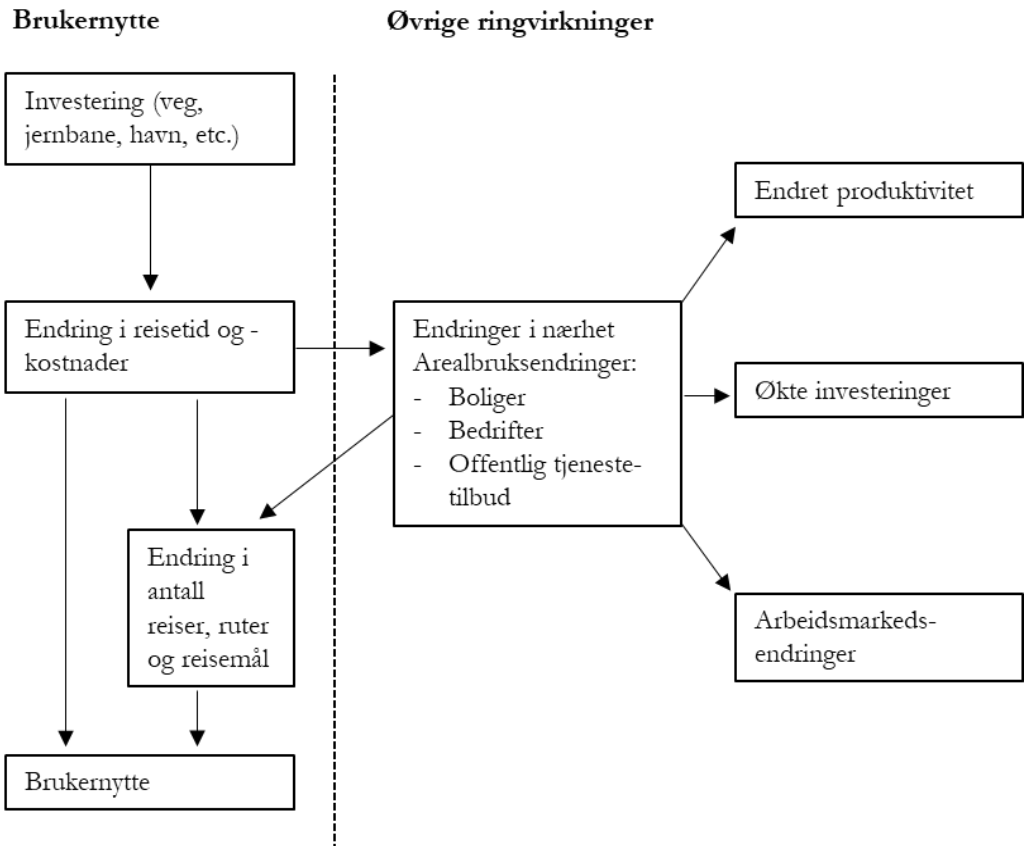 Brukernytte
Øvrige ringvirkninger
Investering (veg,
jernbane, havn, etc.)
Endring i reisetid og -
kostnader
Endring i
antall
reiser, ruter
og reisemål
Brukernytte
Endringer i nærhet
Arealbruksendringer:
- Boliger
- Bedrifter
- Offentlig tjeneste-
tilbud
Endret produktivitet
Økte investeringer
Arbeidsmarkeds-
endringer